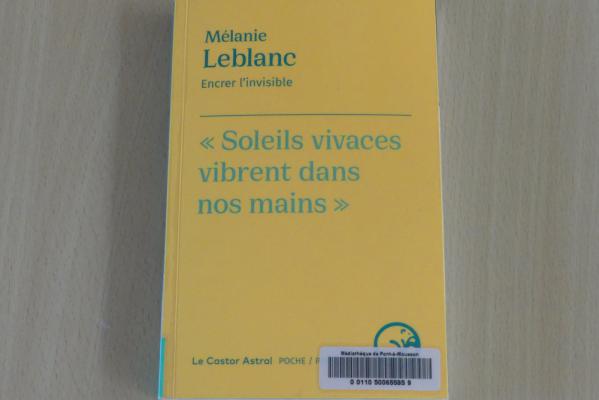 Mélanie
Leblanc
Encrer l'invisible
« Soleils vivaces
vibrent dans
nos mains »
Le Castor Astral POCHE /
Médiathèque de Pont-à-Mousson
0 0110 50065585 9